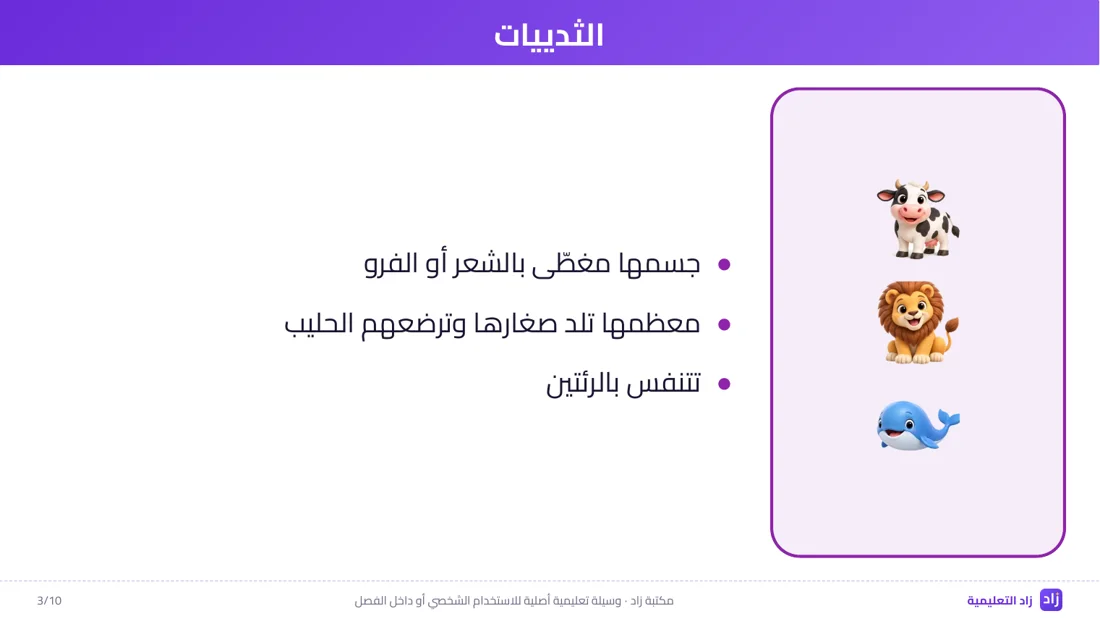 الثدييات
جسمها مغطّى بالشعر أو الفرو
معظمها تلد صغارها وترضعهم الحليب
تتنفس بالرئتين
زاد زاد التعليمية
مكتبة زاد · وسيلة تعليمية أصلية للاستخدام الشخصي أو داخل الفصل
3/10